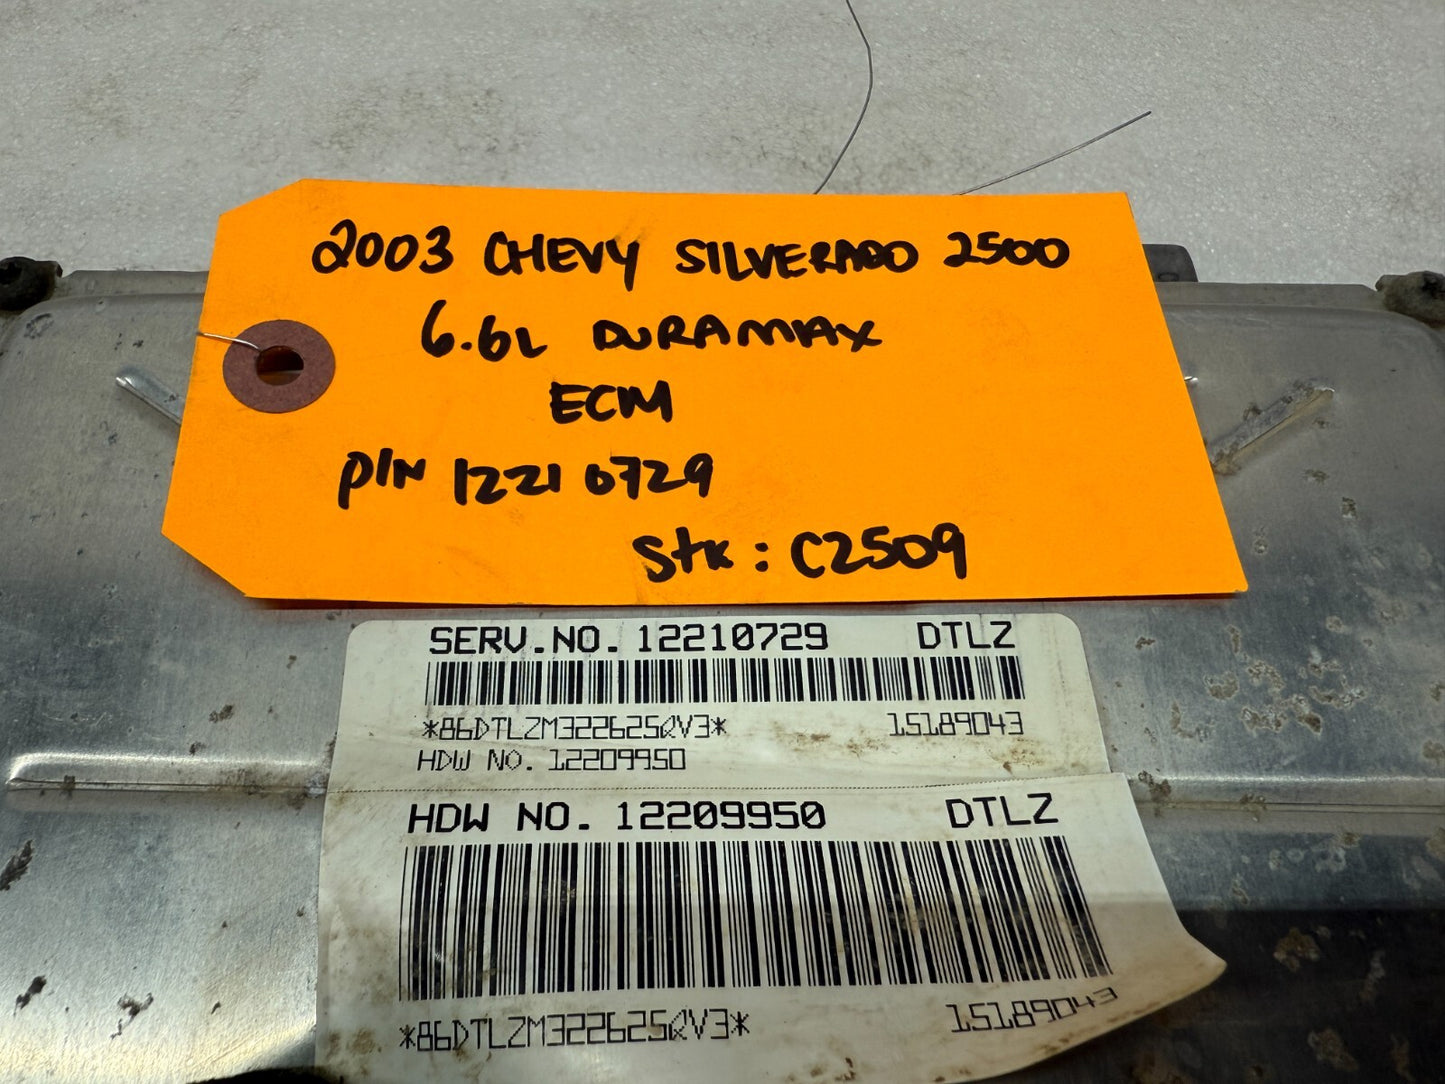 2003 CHEVY SILVERADO 2500
6.6L DURAMAX
ECM
P/N 12210729
Stk: C2509
SERV.NO. 12210729 DTLZ
*86DTLZM322625QV3* 15189043
HDW NO. 12209950
HDW NO. 12209950 DTLZ
*86DTLZM322625QV3* 15189043